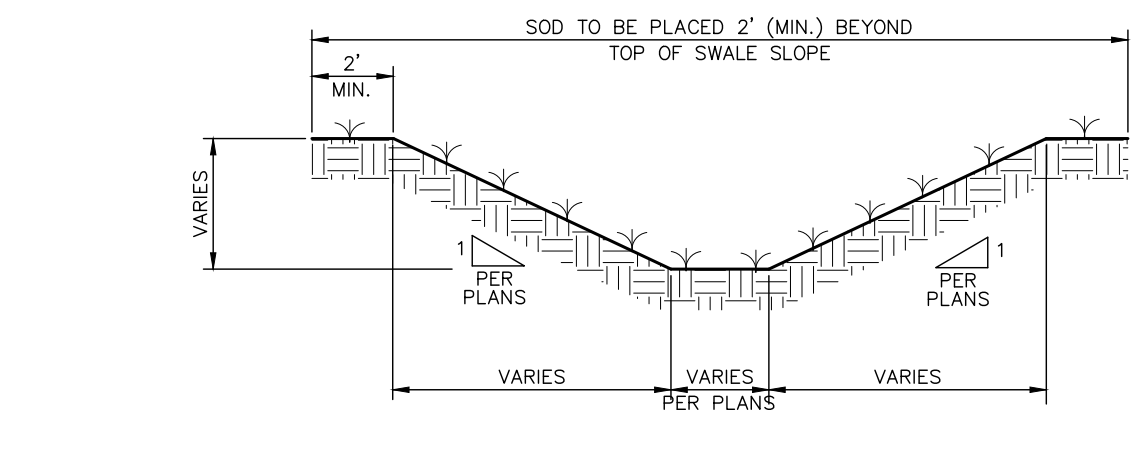 SOD TO BE PLACED 2' (MIN.) BEYOND
TOP OF SWALE SLOPE
2'
MIN.
VARIES
1
PER
PLANS
1
PER
PLANS
VARIES
VARIES
VARIES
PER PLANS